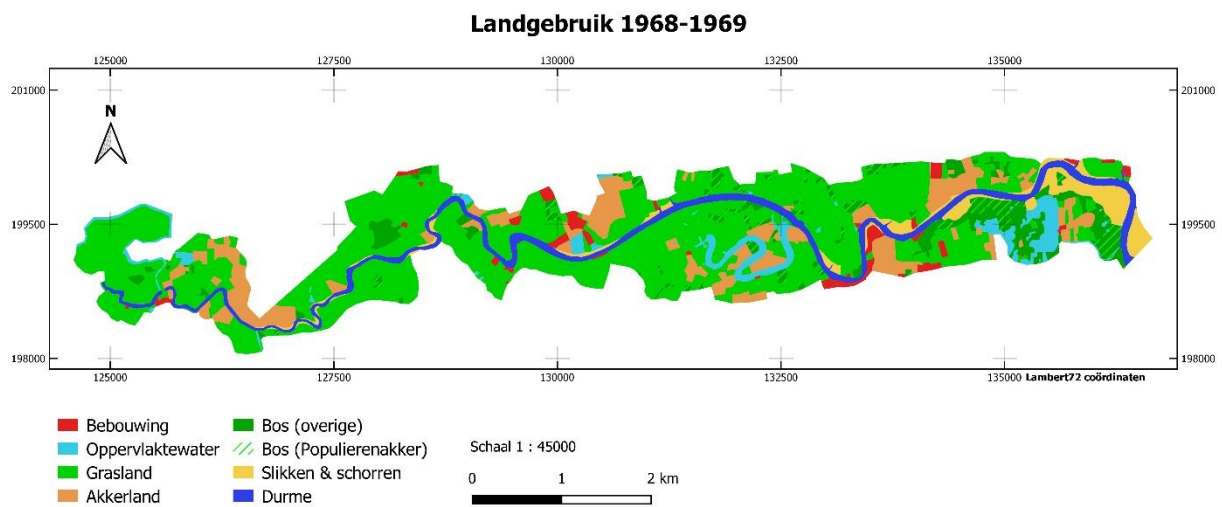 Landgebruik 1968-1969
125000 127500 130000 132500 135000
201000 201000
N
199500 199500
198000 198000
125000 127500 130000 132500 135000 Lambert72 coördinaten
Bebouwing Bos (overige)
Oppervlaktewater Bos (Populierenakker) Schaal 1 : 45000
Grasland Slikken & schorren 0 1 2 km
Akkerland Durme